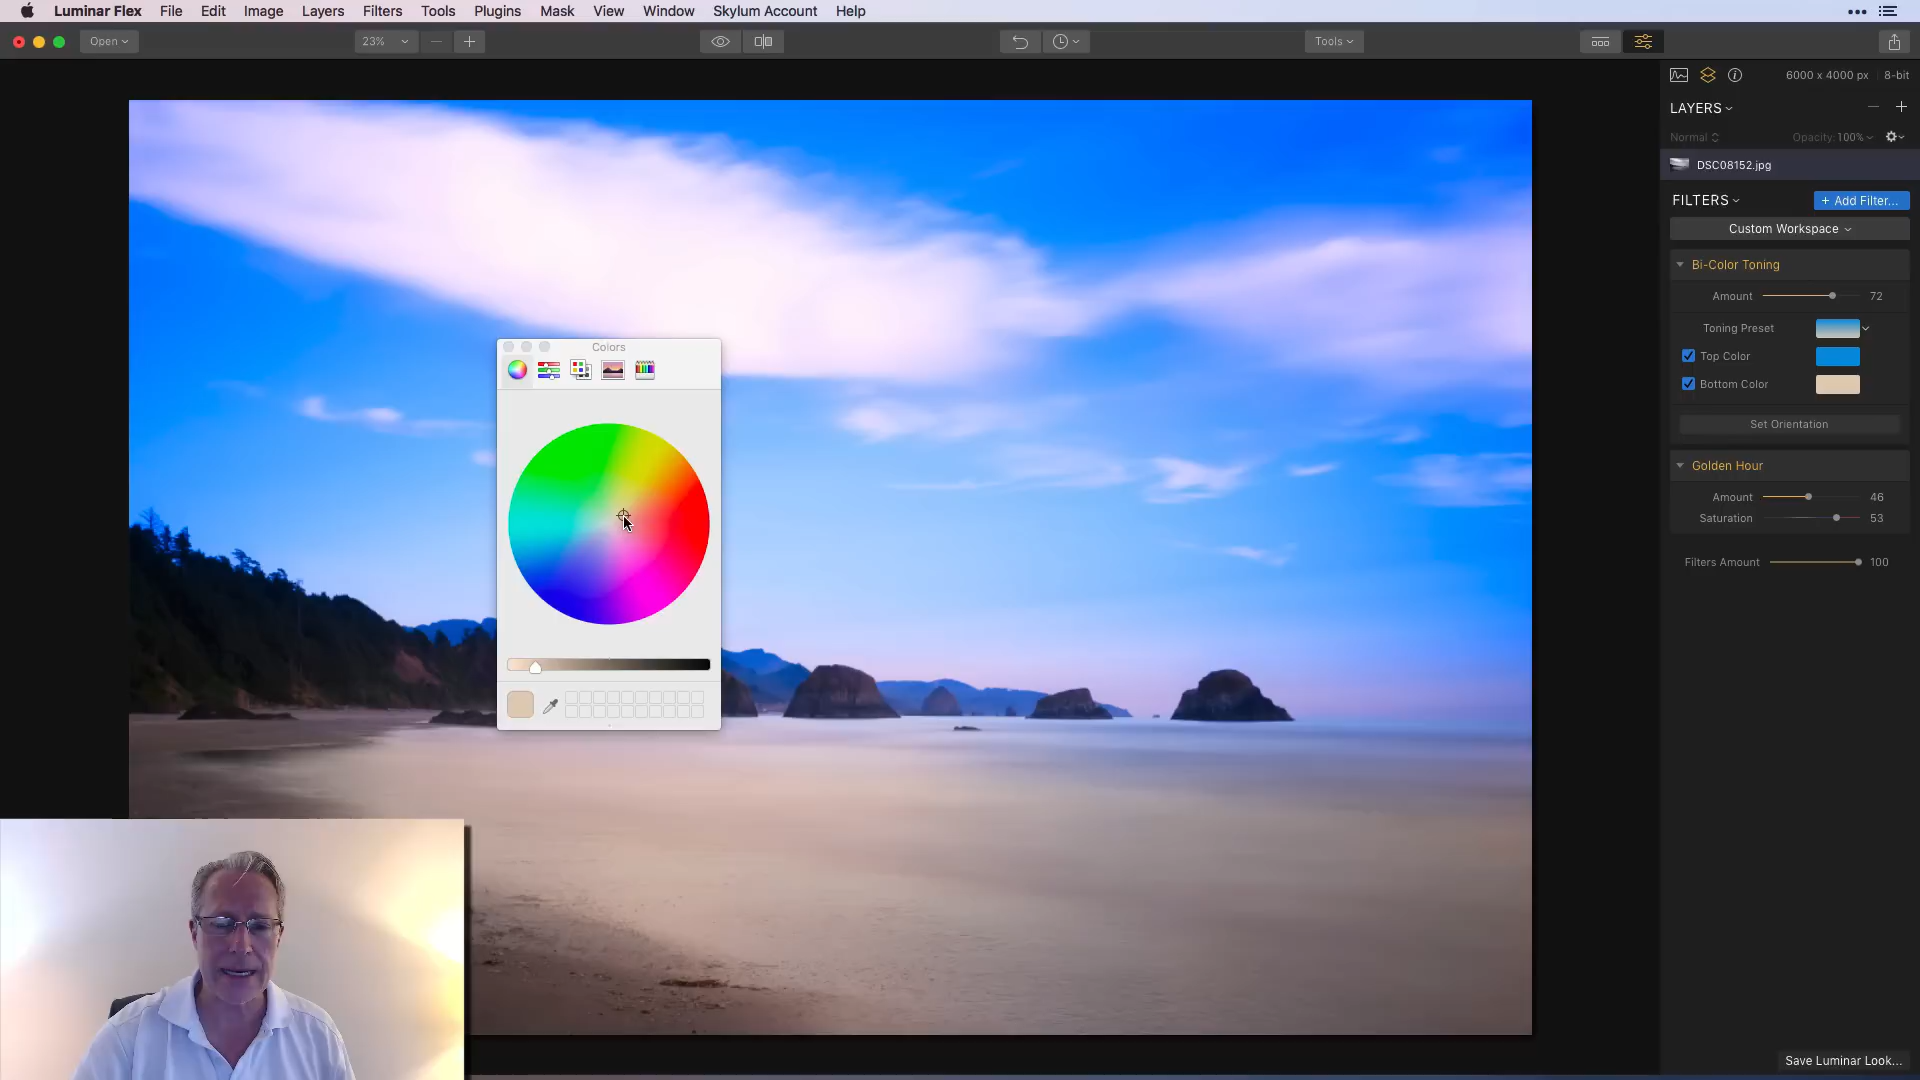 Luminar Flex File Edit Image Layers Filters Tools Plugins Mask View Window Skylum Account Help
Open 23% Tools
6000 x 4000 px 8-bit
LAYERS
Normal Opacity: 100%
DSC08152.jpg
FILTERS + Add Filter...
Custom Workspace
Bi-Color Toning
Amount 72
Toning Preset
Top Color
Bottom Color
Set Orientation
Golden Hour
Amount 46
Saturation 53
Filters Amount 100
Colors
Save Luminar Look...